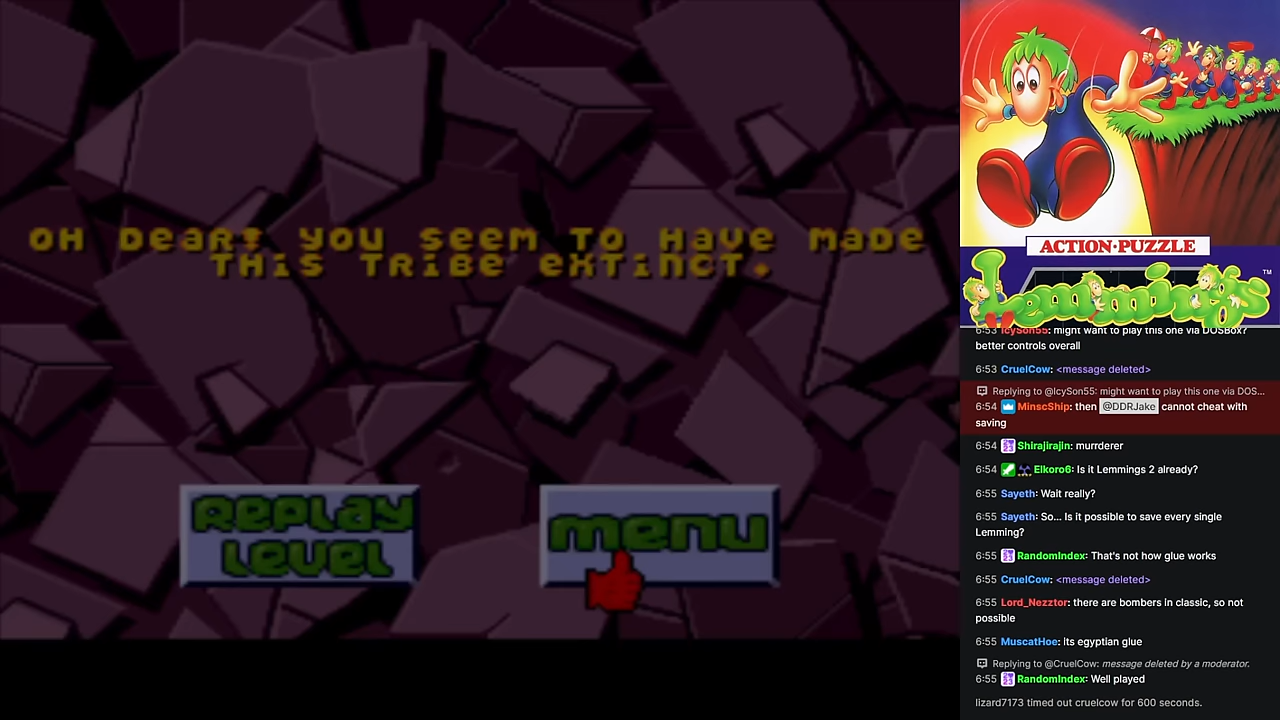 OH DEAR! YOU SEEM TO HAVE MADE
THIS TRIBE EXTINCT.
REPLAY
LEVEL
MENU
ACTION·PUZZLE
Lemmings
TM
6:53 IcySon55: might want to play this one via DOSBox?
better controls overall
6:53 CruelCow: <message deleted>
Replying to @IcySon55: might want to play this one via DOS...
6:54 MinscShip: then @DDRJake cannot cheat with
saving
6:54 Shirajirajin: murrderer
6:54 Elkoro6: Is it Lemmings 2 already?
6:55 Sayeth: Wait really?
6:55 Sayeth: So... Is it possible to save every single
Lemming?
6:55 RandomIndex: That's not how glue works
6:55 CruelCow: <message deleted>
6:55 Lord_Nezztor: there are bombers in classic, so not
possible
6:55 MuscatHoe: its egyptian glue
Replying to @CruelCow: message deleted by a moderator.
6:55 RandomIndex: Well played
lizard7173 timed out cruelcow for 600 seconds.